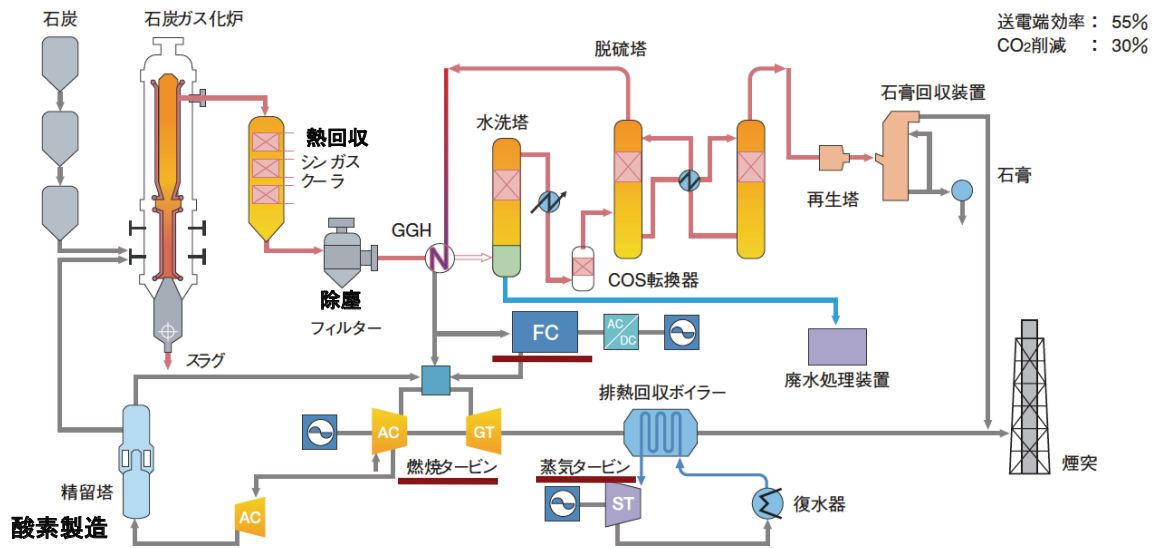 石炭
石炭ガス化炉
送電端効率： 55%
CO2削減 ： 30%
脱硫塔
石膏回収装置
水洗塔
熱回収
シンガス
クーラ
石膏
再生塔
GGH
COS転換器
除塵
フィルター
FC
AC
DC
スラグ
廃水処理装置
排熱回収ボイラー
AC
GT
燃焼タービン
蒸気タービン
煙突
精留塔
ST
復水器
AC
酸素製造